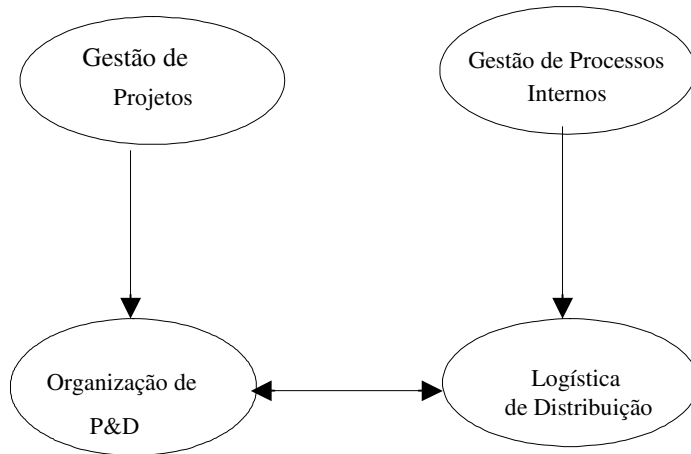 Gestão de
Projetos
Gestão de Processos
Internos
Organização de
P&D
Logística
de Distribuição